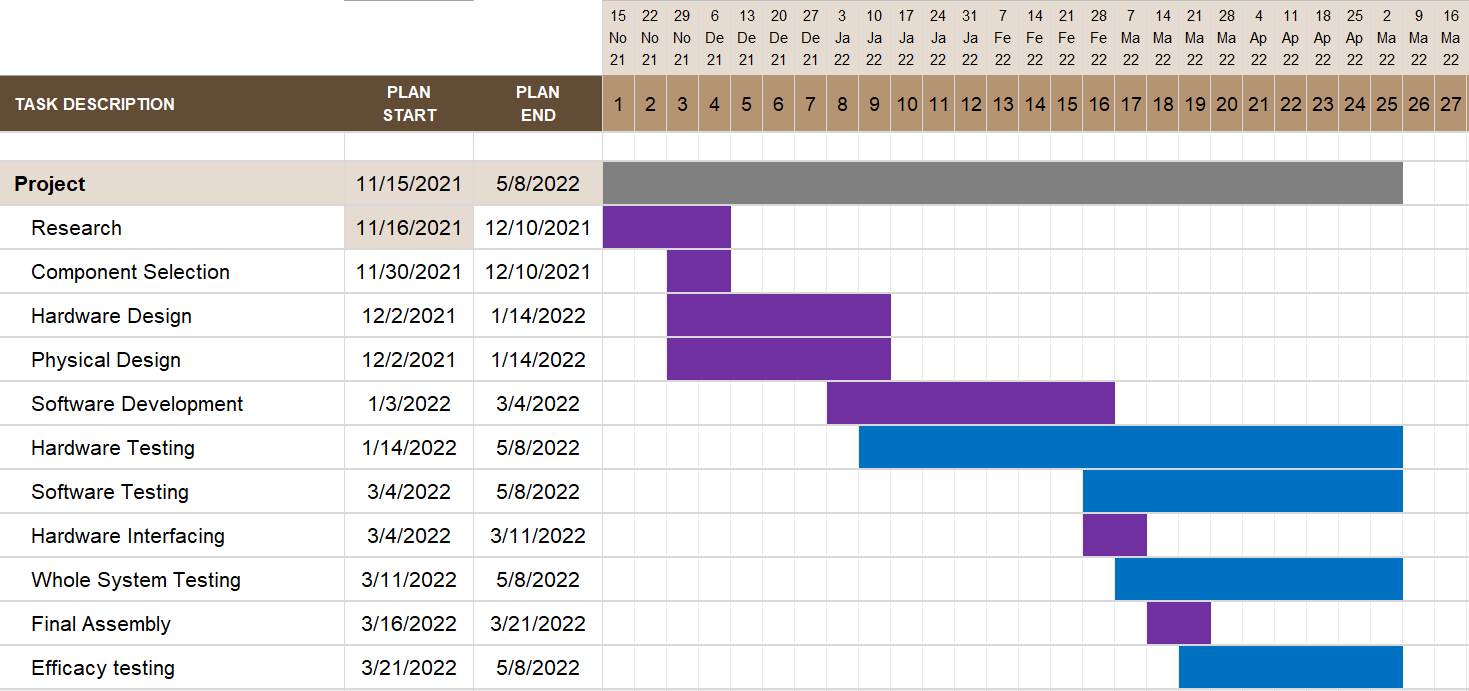 15 22 29 6 13 20 27 3 10 17 24 31 7 14 21 28 7 14 21 28 4 11 18 25 2 9 16
No No No De De De De Ja Ja Ja Ja Ja Fe Fe Fe Fe Ma Ma Ma Ma Ap Ap Ap Ap Ma Ma Ma
21 21 21 21 21 21 21 22 22 22 22 22 22 22 22 22 22 22 22 22 22 22 22 22 22 22 22
TASK DESCRIPTION PLAN START PLAN END 1 2 3 4 5 6 7 8 9 10 11 12 13 14 15 16 17 18 19 20 21 22 23 24 25 26 27
Project 11/15/2021 5/8/2022
Research 11/16/2021 12/10/2021
Component Selection 11/30/2021 12/10/2021
Hardware Design 12/2/2021 1/14/2022
Physical Design 12/2/2021 1/14/2022
Software Development 1/3/2022 3/4/2022
Hardware Testing 1/14/2022 5/8/2022
Software Testing 3/4/2022 5/8/2022
Hardware Interfacing 3/4/2022 3/11/2022
Whole System Testing 3/11/2022 5/8/2022
Final Assembly 3/16/2022 3/21/2022
Efficacy testing 3/21/2022 5/8/2022